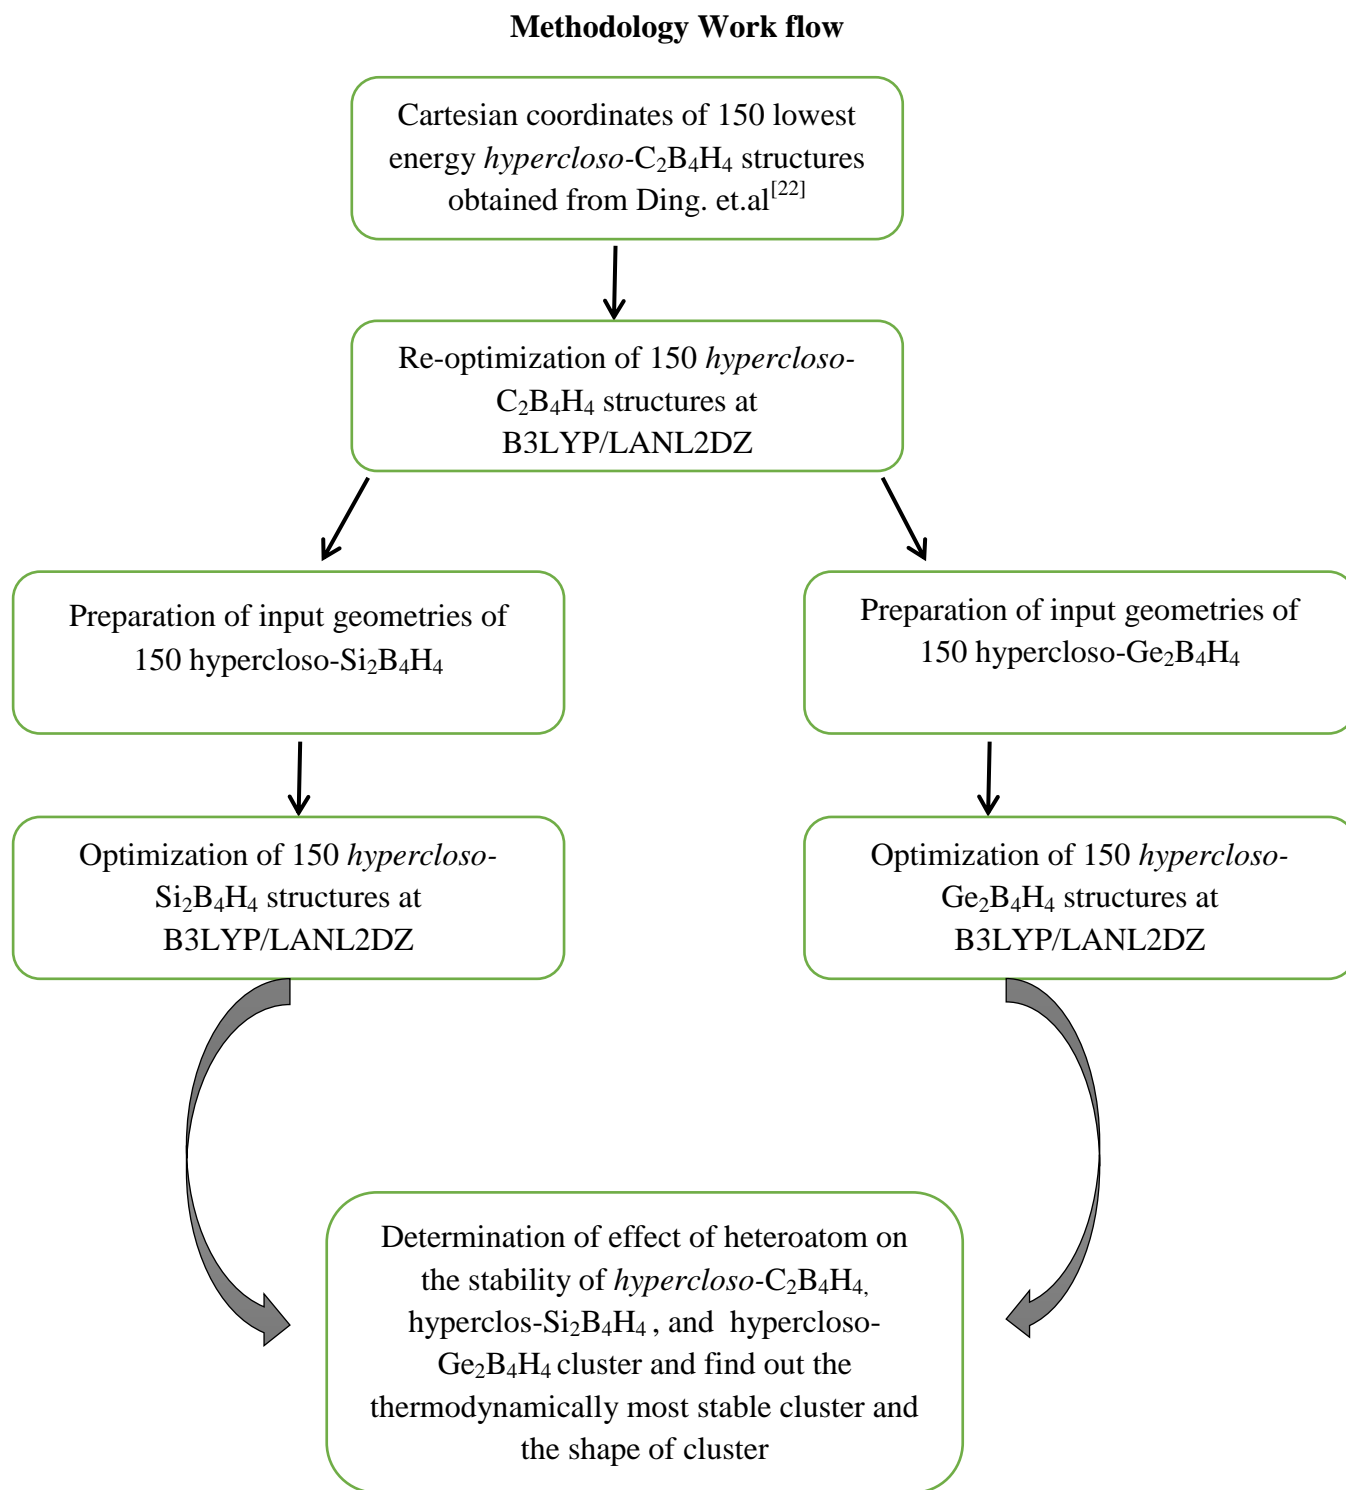 Methodology Work flow
Cartesian coordinates of 150 lowest
energy hypercloso-C₂B₄H₄ structures
obtained from Ding. et.al[22]
Re-optimization of 150 hypercloso-
C₂B₄H₄ structures at
B3LYP/LANL2DZ
Preparation of input geometries of
150 hypercloso-Si₂B₄H₄
Preparation of input geometries of
150 hypercloso-Ge₂B₄H₄
Optimization of 150 hypercloso-
Si₂B₄H₄ structures at
B3LYP/LANL2DZ
Optimization of 150 hypercloso-
Ge₂B₄H₄ structures at
B3LYP/LANL2DZ
Determination of effect of heteroatom on
the stability of hypercloso-C₂B₄H₄,
hyperclos-Si₂B₄H₄ , and hypercloso-
Ge₂B₄H₄ cluster and find out the
thermodynamically most stable cluster and
the shape of cluster